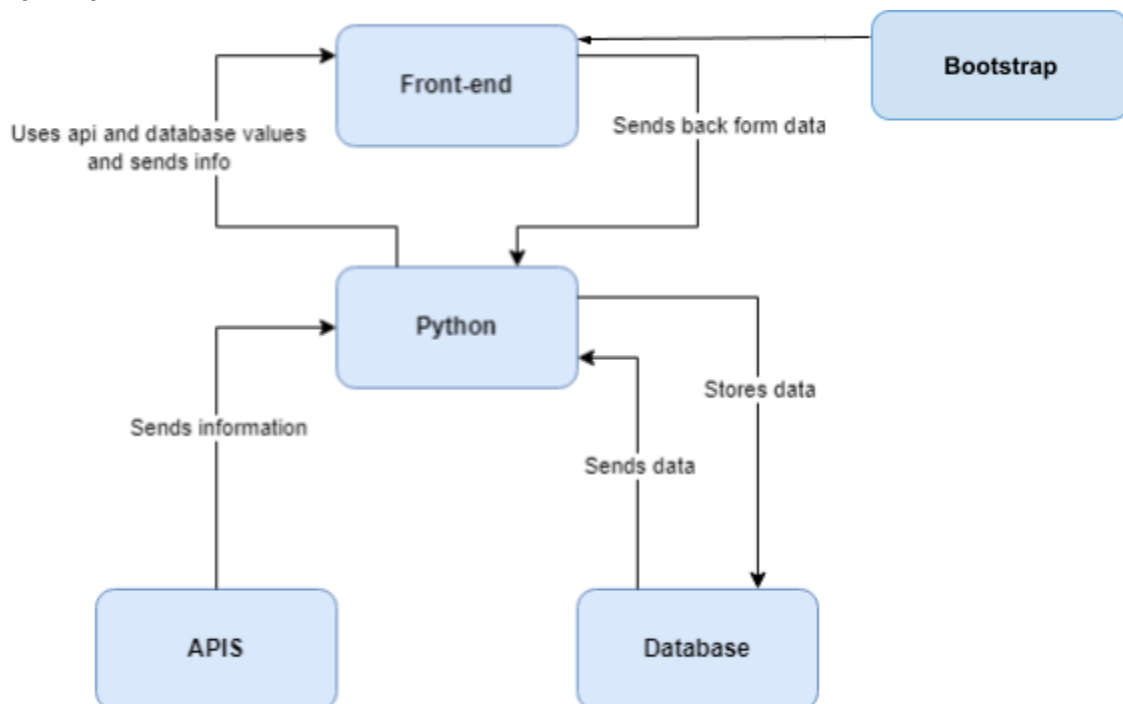 Front-end
Bootstrap
Uses api and database values
and sends info
Sends back form data
Python
Stores data
Sends information
Sends data
APIS
Database